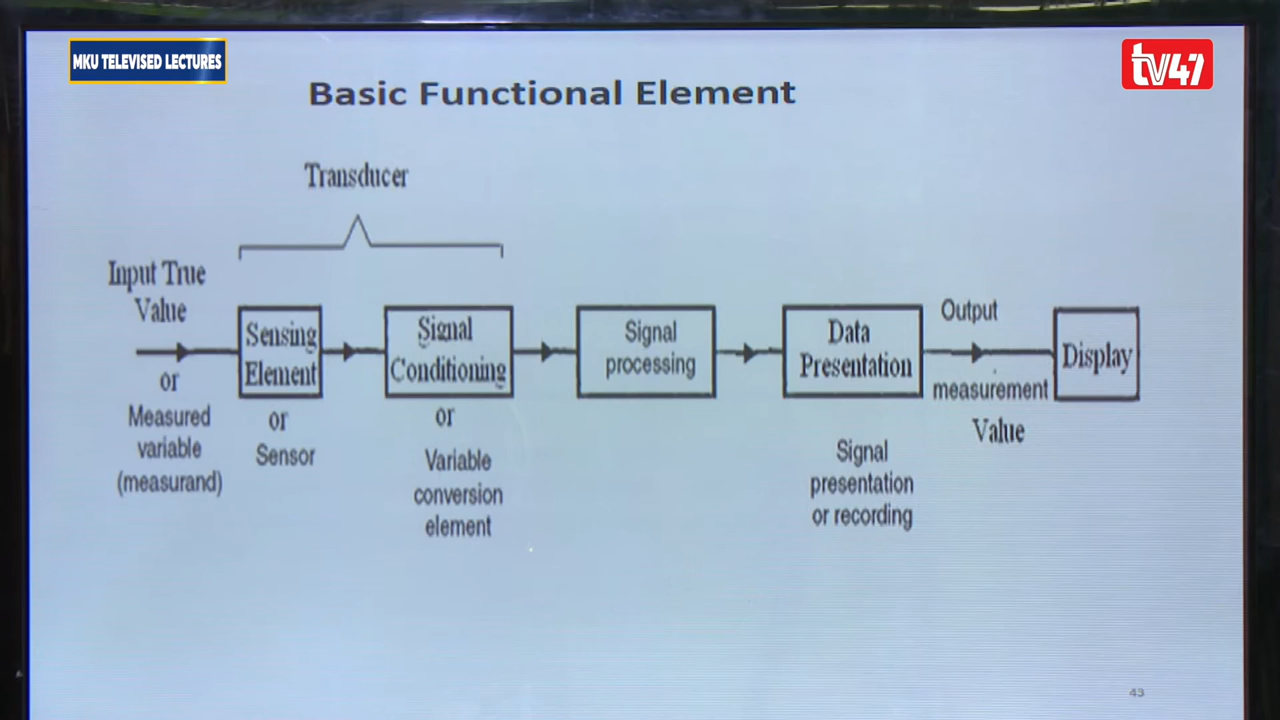 MKU TELEVISED LECTURES
tv47
Basic Functional Element
Transducer
Input True
Value
or
Measured
variable
(measurand)
Sensing
Element
or
Sensor
Signal
Conditioning
or
Variable
conversion
element
Signal
processing
Data
Presentation
Signal
presentation
or recording
Output
measurement
Value
Display
43